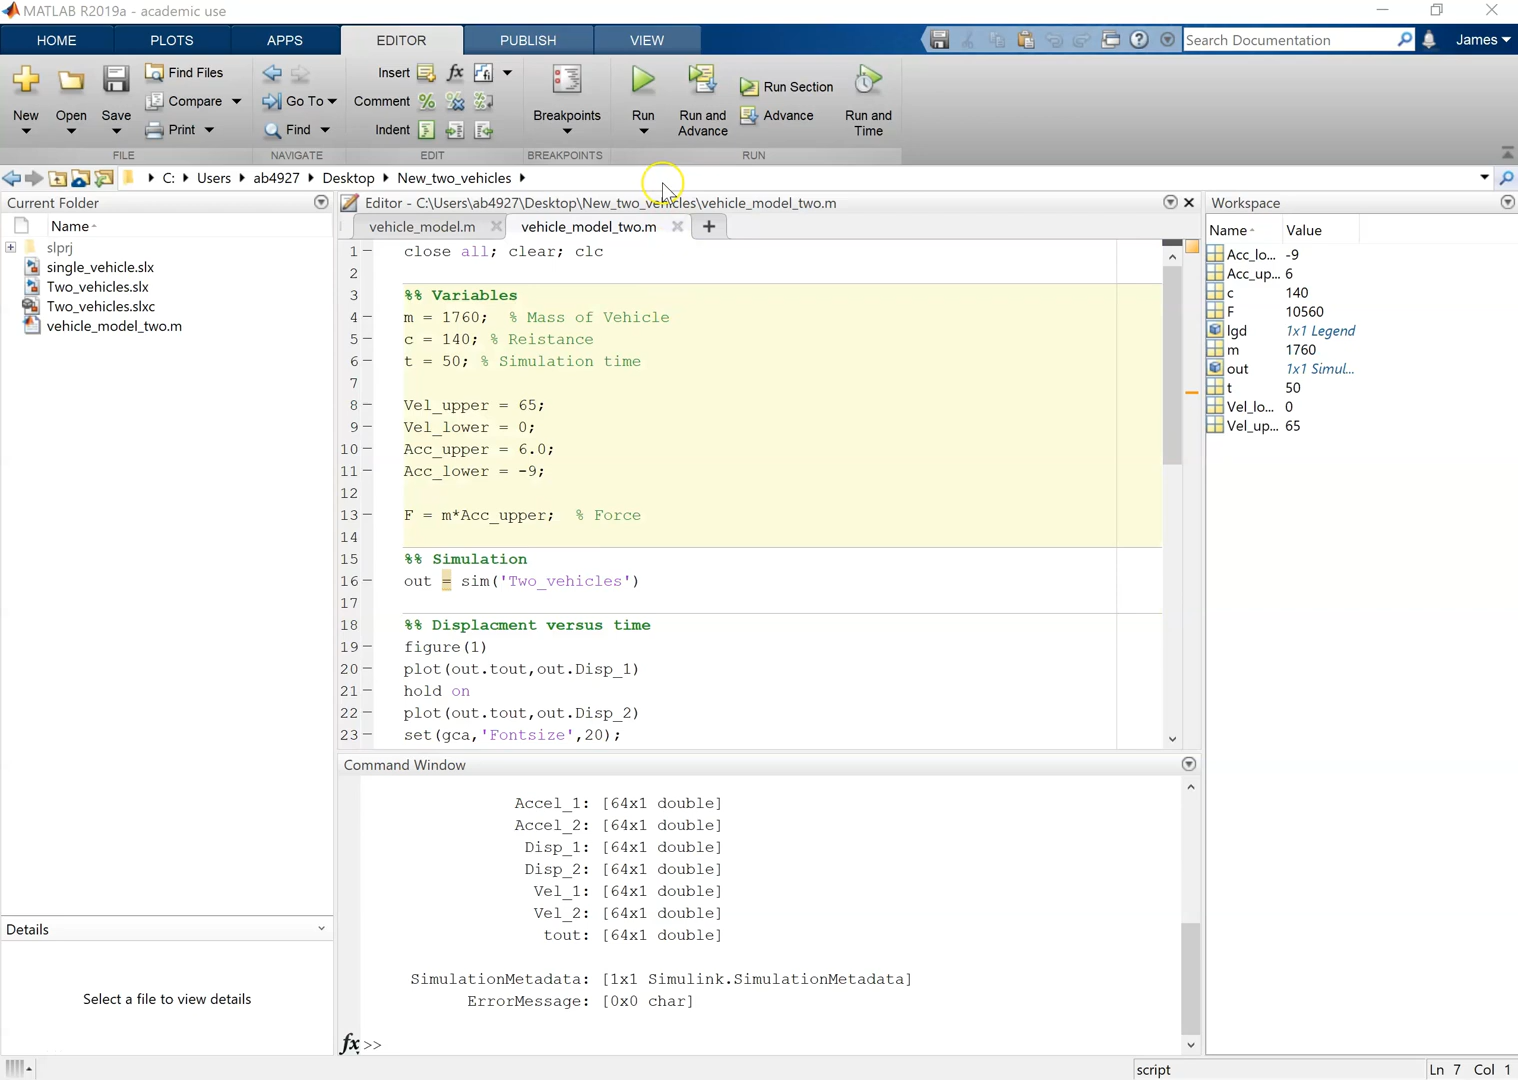 MATLAB R2019a - academic use
HOME PLOTS APPS EDITOR PUBLISH VIEW
Search Documentation
James
New
Open
Save
Find Files
Compare
Print
FILE
Go To
Find
NAVIGATE
Insert
fx
Comment
Indent
EDIT
Breakpoints
BREAKPOINTS
Run
Run and
Advance
Run Section
Advance
Run and
Time
RUN
C: Users ab4927 Desktop New_two_vehicles
Current Folder
Name
slprj
single_vehicle.slx
Two_vehicles.slx
Two_vehicles.slxc
vehicle_model_two.m
Details
Select a file to view details
Editor - C:\Users\ab4927\Desktop\New_two_vehicles\vehicle_model_two.m
vehicle_model.m
vehicle_model_two.m
1 – close all; clear; clc
2
3 %% Variables
4 – m = 1760; % Mass of Vehicle
5 – c = 140; % Reistance
6 – t = 50; % Simulation time
7
8 – Vel_upper = 65;
9 – Vel_lower = 0;
10 – Acc_upper = 6.0;
11 – Acc_lower = -9;
12
13 – F = m*Acc_upper; % Force
14
15 %% Simulation
16 – out = sim('Two_vehicles')
17
18 %% Displacment versus time
19 – figure(1)
20 – plot(out.tout,out.Disp_1)
21 – hold on
22 – plot(out.tout,out.Disp_2)
23 – set(gca,'Fontsize',20);
Command Window
Accel_1: [64x1 double]
Accel_2: [64x1 double]
Disp_1: [64x1 double]
Disp_2: [64x1 double]
Vel_1: [64x1 double]
Vel_2: [64x1 double]
tout: [64x1 double]
SimulationMetadata: [1x1 Simulink.SimulationMetadata]
ErrorMessage: [0x0 char]
fx >>
Workspace
Name Value
Acc_lo... -9
Acc_up... 6
c 140
F 10560
lgd 1x1 Legend
m 1760
out 1x1 Simul...
t 50
Vel_lo... 0
Vel_up... 65
script
Ln 7 Col 1